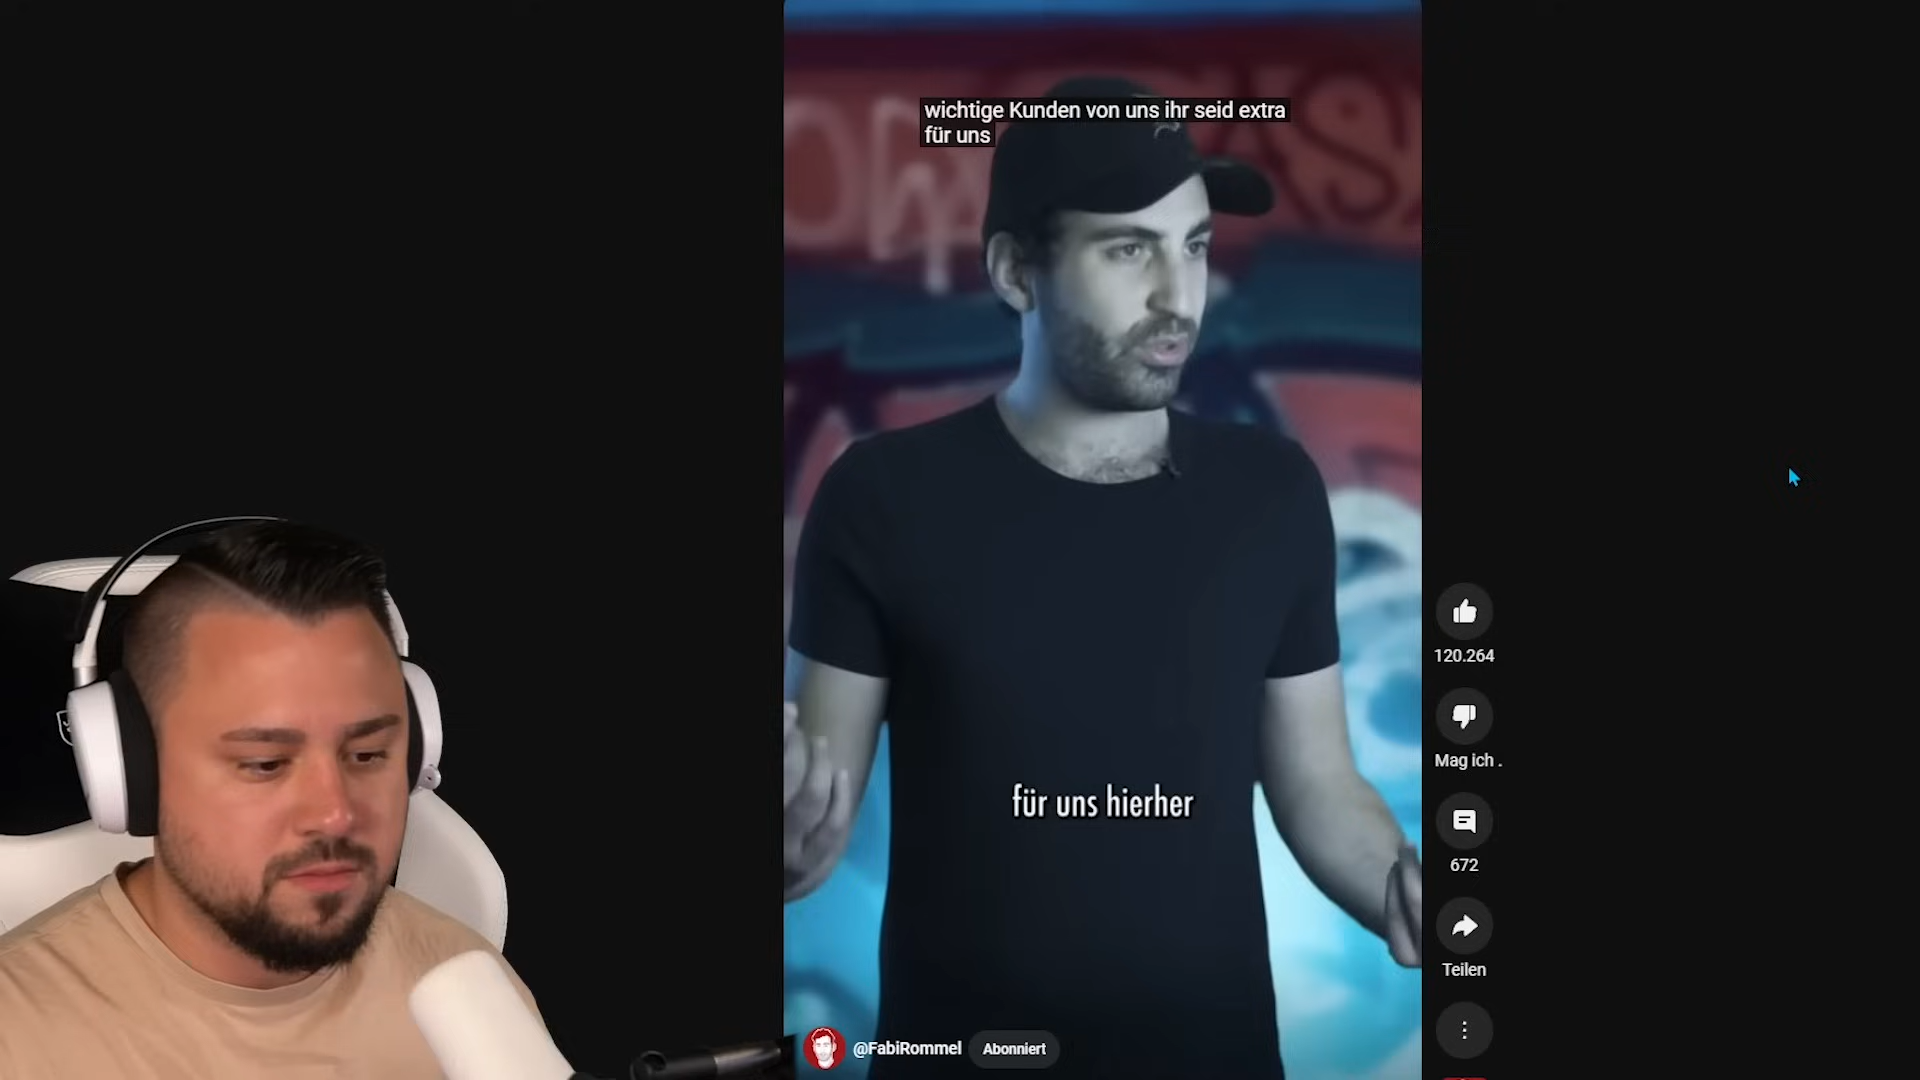 wichtige Kunden von uns ihr seid extra
für uns
für uns hierher
120.264
Mag ich .
672
Teilen
@FabiRommel
Abonniert